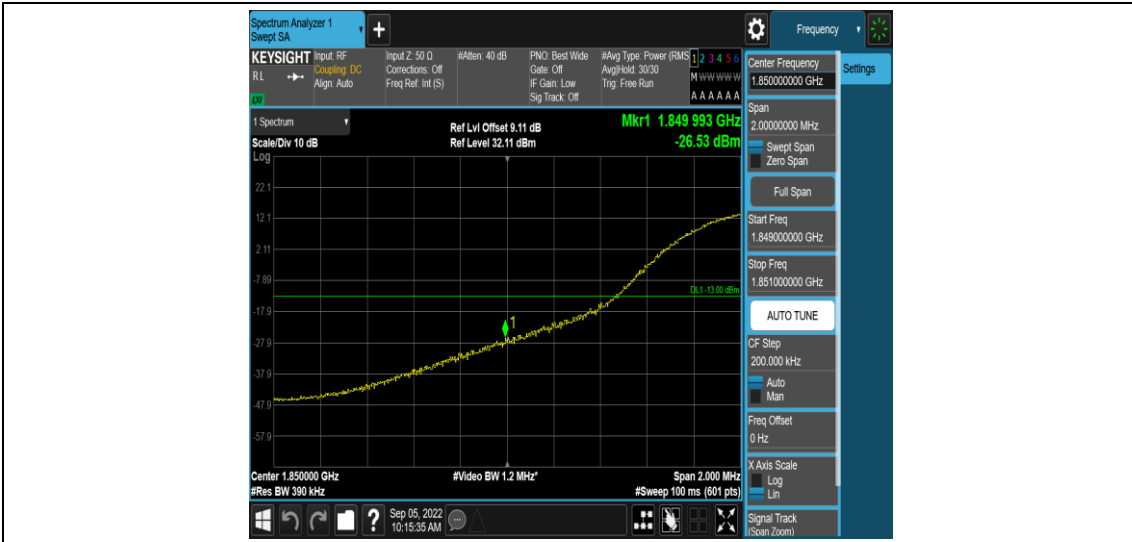 Spectrum Analyzer 1
Swept SA
Frequency
KEYSIGHT
RL
LXI
Input: RF
Coupling: DC
Align: Auto
Input Z: 50 Ω
Corrections: Off
Freq Ref: Int (S)
#Atten: 40 dB
PNO: Best Wide
Gate: Off
IF Gain: Low
Sig Track: Off
#Avg Type: Power (RMS
Avg|Hold: 30/30
Trig: Free Run
1 2 3 4 5 6
M W W W W W
A A A A A A
1 Spectrum
Scale/Div 10 dB
Log
Ref Lvl Offset 9.11 dB
Ref Level 32.11 dBm
Mkr1 1.849 993 GHz
-26.53 dBm
22.1
12.1
2.11
-7.89
-17.9
-27.9
-37.9
-47.9
-57.9
DL1 -13.00 dBm
1
Center 1.850000 GHz
#Res BW 390 kHz
#Video BW 1.2 MHz*
Span 2.000 MHz
#Sweep 100 ms (601 pts)
Sep 05, 2022
10:15:35 AM
Center Frequency
1.850000000 GHz
Settings
Span
2.00000000 MHz
Swept Span
Zero Span
Full Span
Start Freq
1.849000000 GHz
Stop Freq
1.851000000 GHz
AUTO TUNE
CF Step
200.000 kHz
Auto
Man
Freq Offset
0 Hz
X Axis Scale
Log
Lin
Signal Track
(Span Zoom)